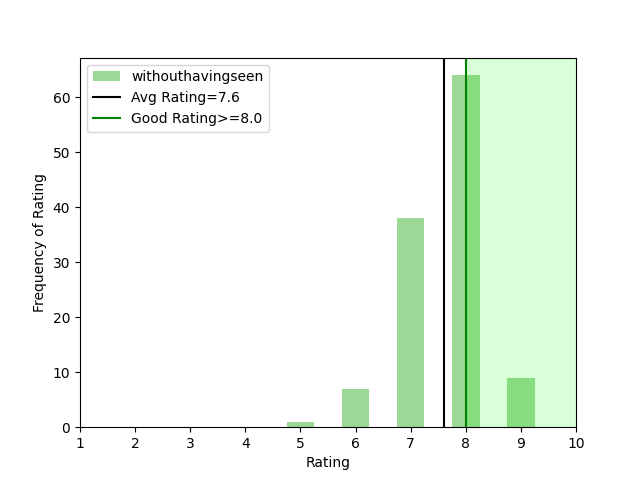 withouthavingseen
Avg Rating=7.6
Good Rating>=8.0
Frequency of Rating
60
50
40
30
20
10
0
1 2 3 4 5 6 7 8 9 10
Rating